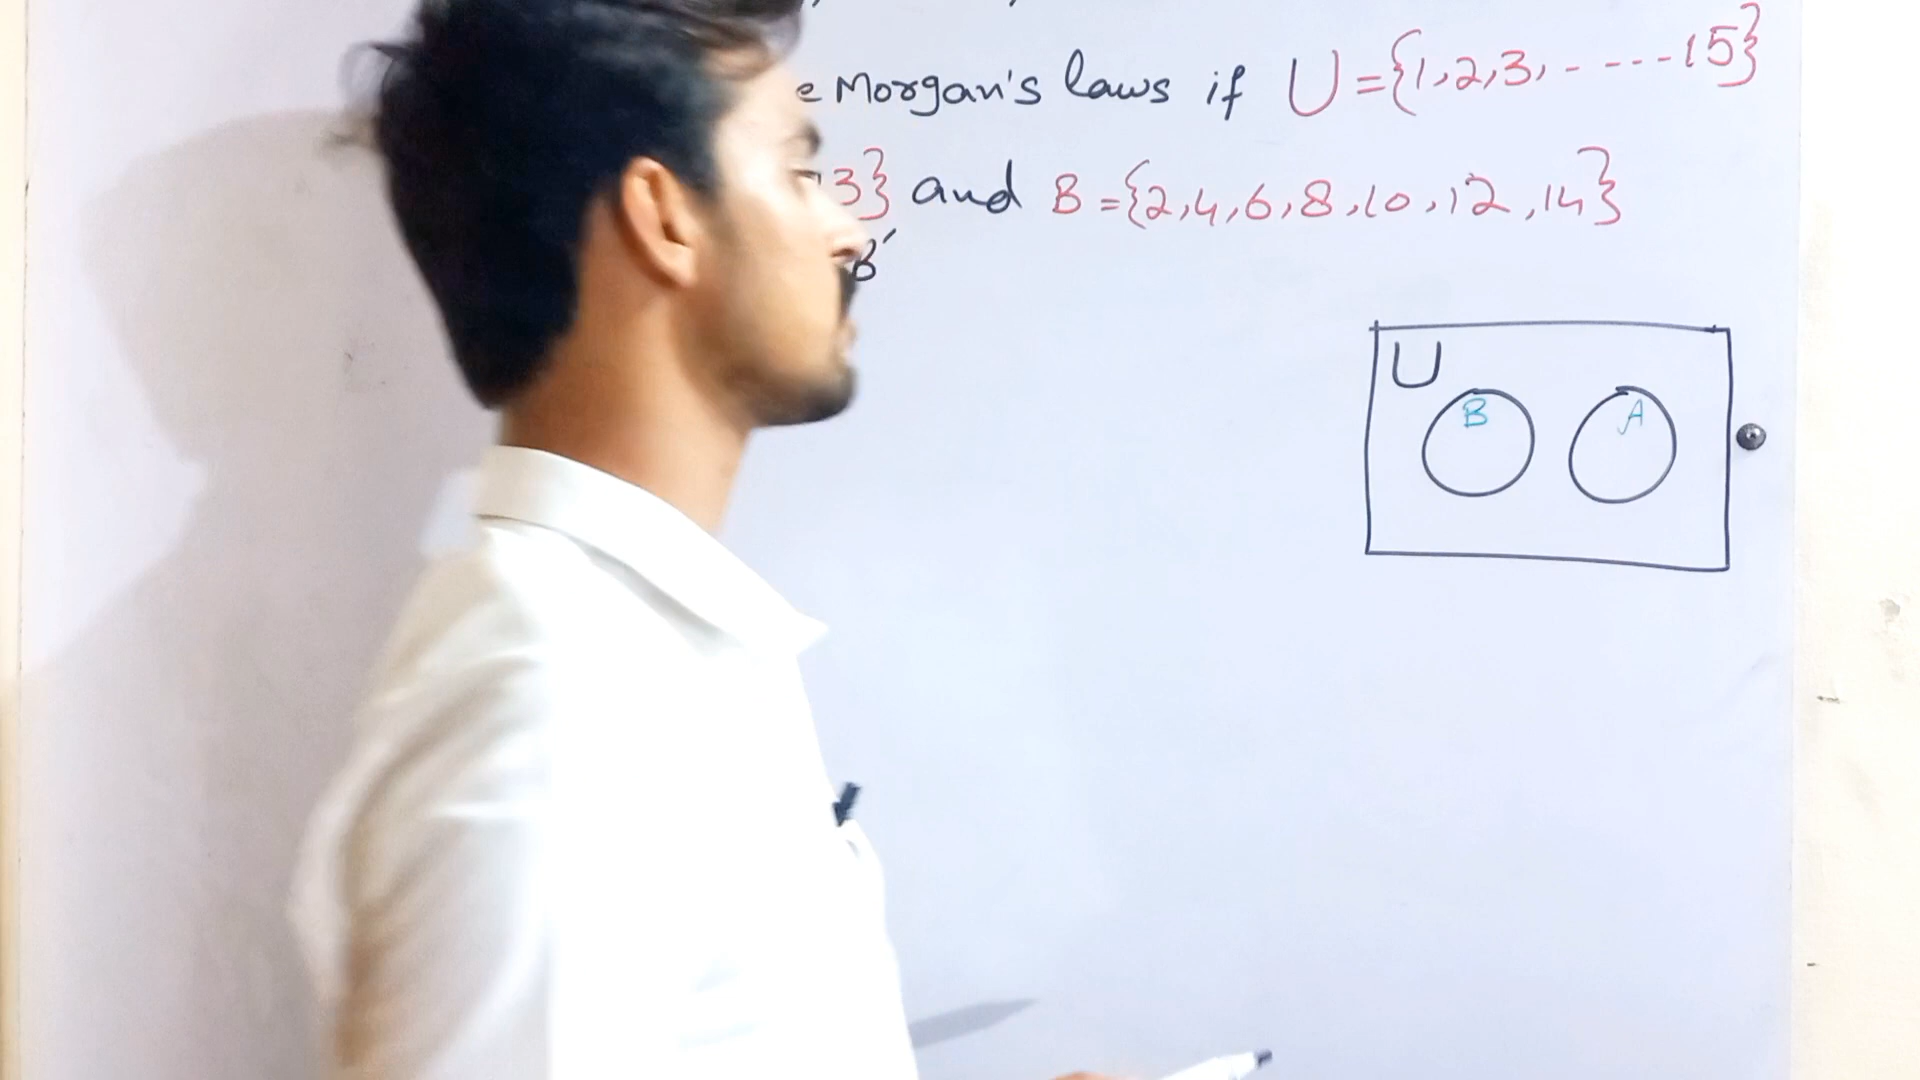 e Morgan's laws if U = {1, 2, 3, - - - - - 15}
3} and B = {2, 4, 6, 8, 10, 12, 14}
B′
U
B A